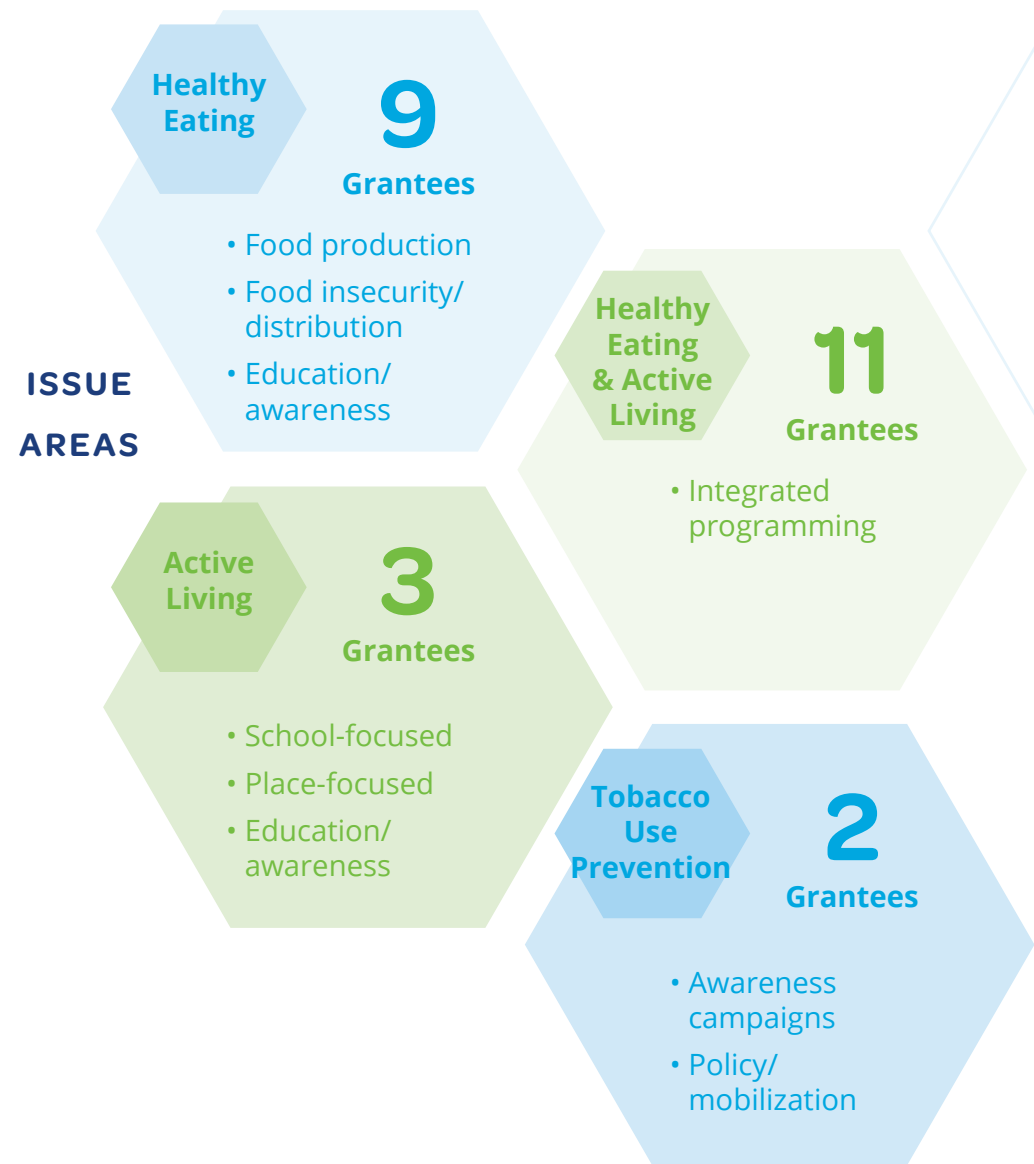 ISSUE
AREAS
Healthy
Eating
9
Grantees
• Food production
• Food insecurity/
distribution
• Education/
awareness
Healthy
Eating
& Active
Living
11
Grantees
• Integrated
programming
Active
Living
3
Grantees
• School-focused
• Place-focused
• Education/
awareness
Tobacco
Use
Prevention
2
Grantees
• Awareness
campaigns
• Policy/
mobilization